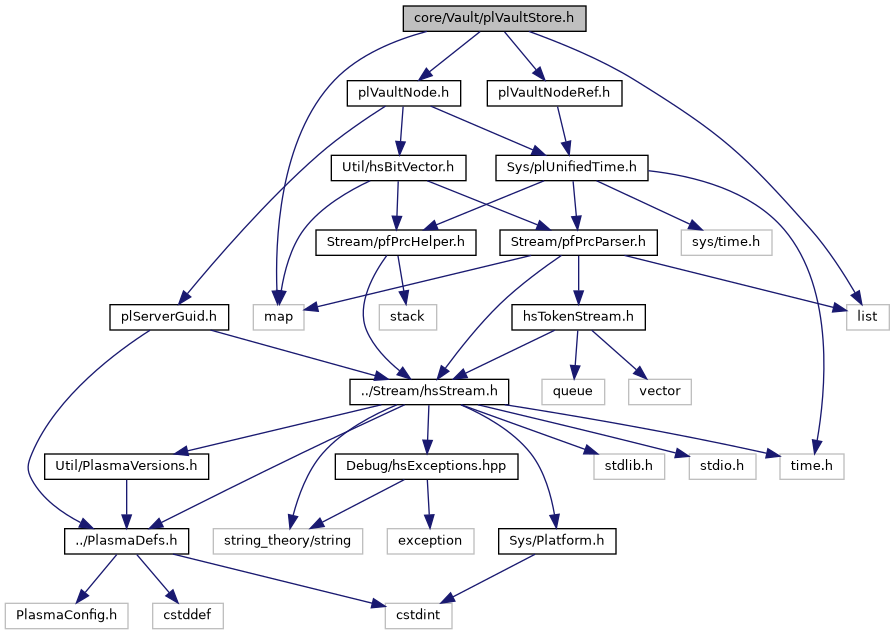 core/Vault/plVaultStore.h
plVaultNode.h
plVaultNodeRef.h
Util/hsBitVector.h
Sys/plUnifiedTime.h
Stream/pfPrcHelper.h
Stream/pfPrcParser.h
sys/time.h
plServerGuid.h
map
stack
hsTokenStream.h
list
../Stream/hsStream.h
queue
vector
Util/PlasmaVersions.h
Debug/hsExceptions.hpp
stdlib.h
stdio.h
time.h
../PlasmaDefs.h
string_theory/string
exception
Sys/Platform.h
PlasmaConfig.h
cstddef
cstdint